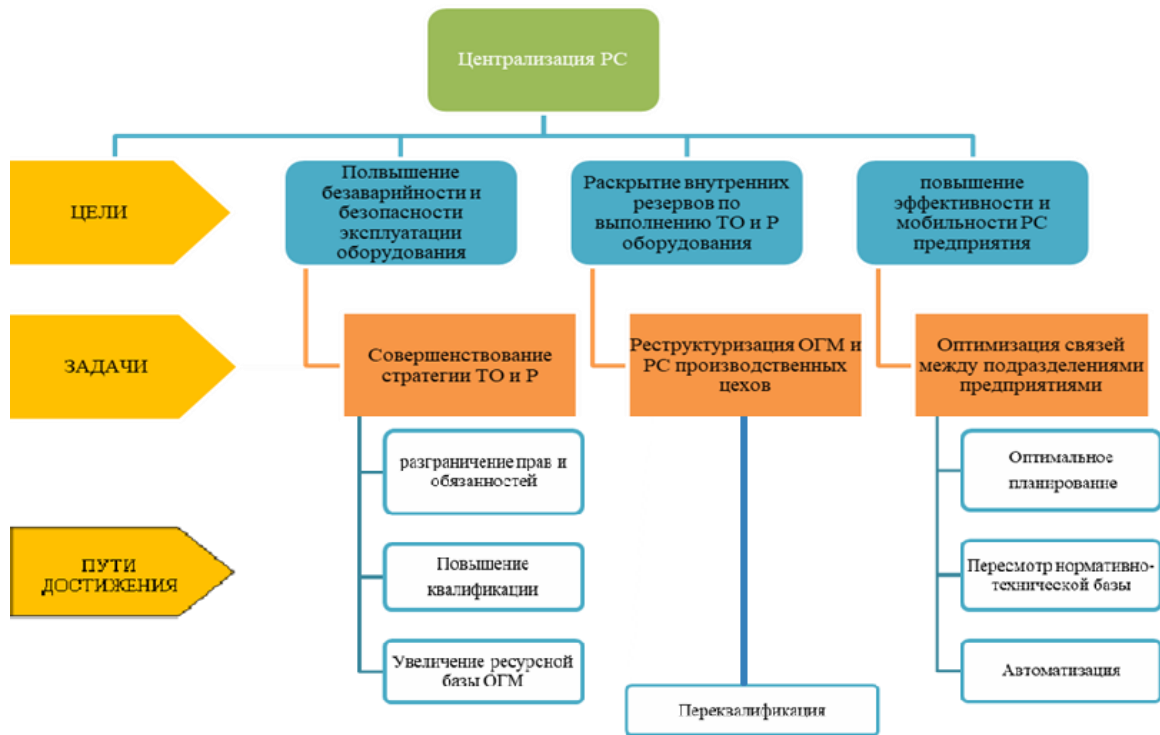 Централизация РС
ЦЕЛИ
Полвышение
безаварийности и
безопасности
эксплуатации
оборудования
Раскрытие внутренних
резервов по
выполнению ТО и Р
оборудования
повышение
эффективности и
мобильности РС
предприятия
ЗАДАЧИ
Совершенствование
стратегии ТО и Р
Реструктуризация ОГМ и
РС производственных
цехов
Оптимизация связей
между подразделениями
предприятиями
ПУТИ
ДОСТИЖЕНИЯ
разграничение прав и
обязанностей
Повышение
квалификации
Увеличение ресурсной
базы ОГМ
Переквалификация
Оптимальное
планирование
Пересмотр нормативно-
технической базы
Автоматизация